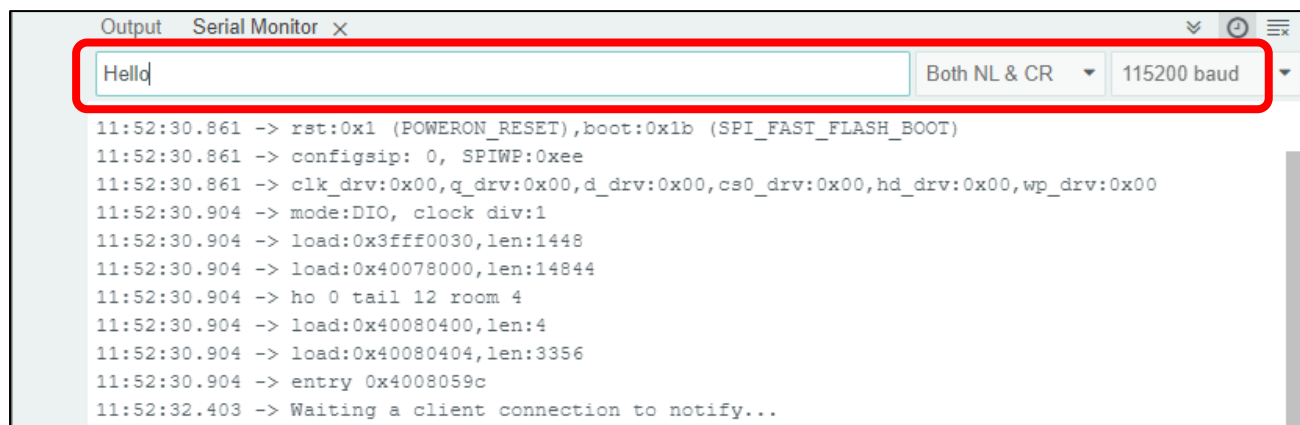 Output Serial Monitor ×
Hello Both NL & CR 115200 baud
11:52:30.861 -> rst:0x1 (POWERON_RESET),boot:0x1b (SPI_FAST_FLASH_BOOT)
11:52:30.861 -> configsip: 0, SPIWP:0xee
11:52:30.861 -> clk_drv:0x00,q_drv:0x00,d_drv:0x00,cs0_drv:0x00,hd_drv:0x00,wp_drv:0x00
11:52:30.904 -> mode:DIO, clock div:1
11:52:30.904 -> load:0x3fff0030,len:1448
11:52:30.904 -> load:0x40078000,len:14844
11:52:30.904 -> ho 0 tail 12 room 4
11:52:30.904 -> load:0x40080400,len:4
11:52:30.904 -> load:0x40080404,len:3356
11:52:30.904 -> entry 0x4008059c
11:52:32.403 -> Waiting a client connection to notify...